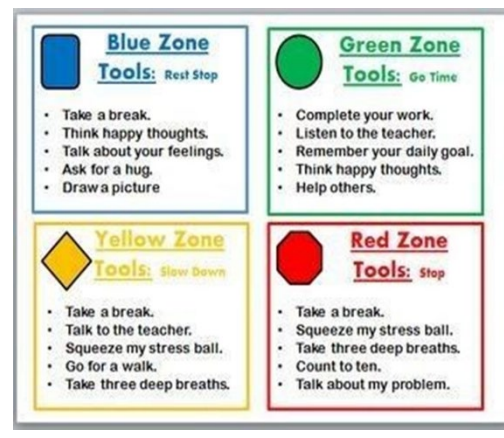 Blue Zone
Tools: Rest Stop
• Take a break.
• Think happy thoughts.
• Talk about your feelings.
• Ask for a hug.
• Draw a picture
Green Zone
Tools: Go Time
• Complete your work.
• Listen to the teacher.
• Remember your daily goal.
• Think happy thoughts.
• Help others.
Yellow Zone
Tools: Slow Down
• Take a break.
• Talk to the teacher.
• Squeeze my stress ball.
• Go for a walk.
• Take three deep breaths.
Red Zone
Tools: Stop
• Take a break.
• Squeeze my stress ball.
• Take three deep breaths.
• Count to ten.
• Talk about my problem.